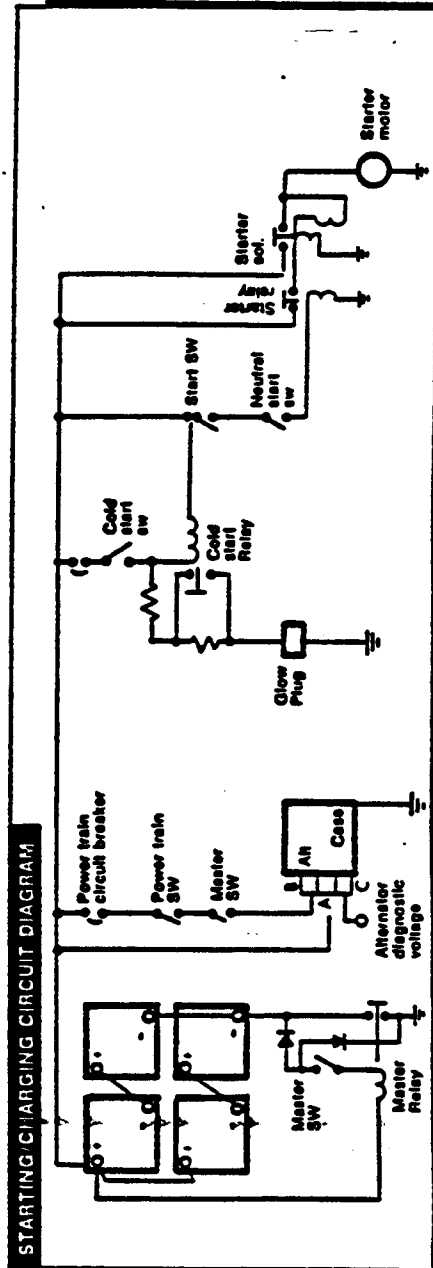 STARTING/CHARGING CIRCUIT DIAGRAM
Master
SW
Master
Relay
Power train
circuit breaker
Power train
SW
Master
SW
B
A
C
Alt
Case
Alternator
diagnostic
voltage
Cold
start
sw
Cold
start
Relay
Glow
Plug
Start SW
Neutral
start
sw
Starter
relay
Starter
sol.
Starter
motor